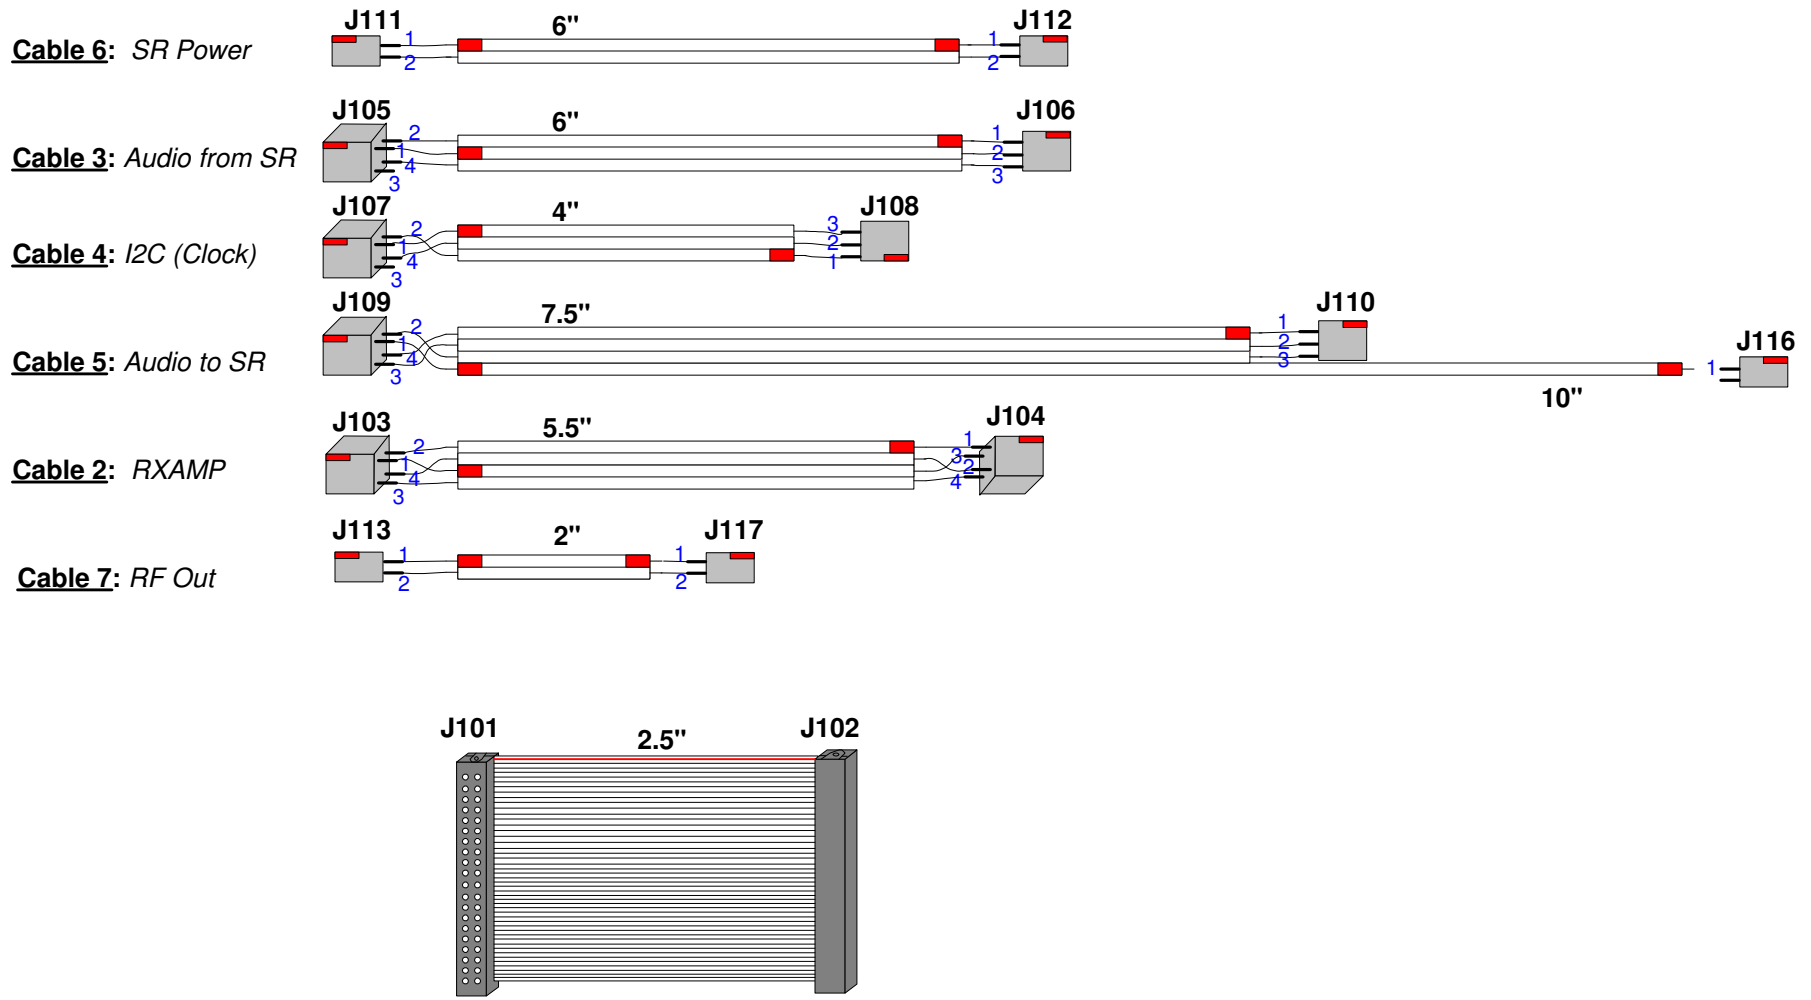 J111 6" J112
Cable 6: SR Power 1 1
2 2
J105 6" J106
Cable 3: Audio from SR 2 1
1 2
4 3
3
J107 4" J108
Cable 4: I2C (Clock) 2 3
1 2
4 1
3
J109 7.5" J110
Cable 5: Audio to SR 2 1
1 2
4 3
3
J116
1
10"
J103 5.5" J104
Cable 2: RXAMP 2 1
1 3
4 2
3 4
J113 2" J117
Cable 7: RF Out 1 1
2 2
J101 2.5" J102